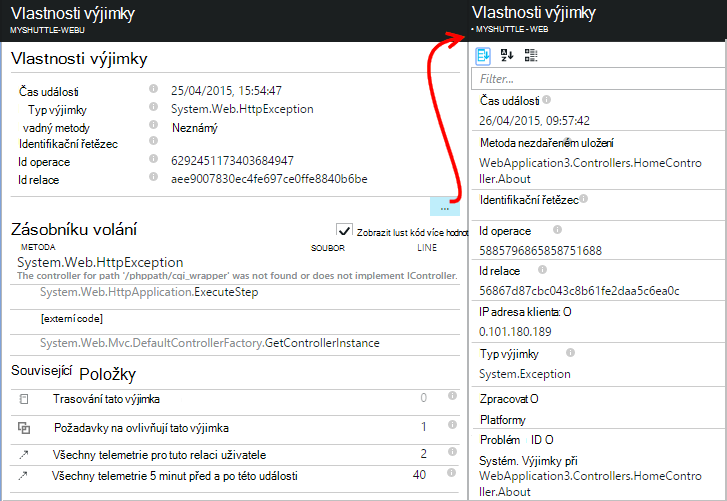 Vlastnosti výjimky
MYSHUTTLE-WEBU
Vlastnosti výjimky
Čas události 25/04/2015, 15:54:47
Typ výjimky System.Web.HttpException
vadný metody Neznámý
Identifikační řetězec
Id operace 6292451173403684947
Id relace aee9007830ec4fe697ce0ffe8840b6be
...
Zásobníku volání Zobrazit lust kód více hodnot
METODA SOUBOR LINE
System.Web.HttpException
The controller for path '/phppath/cgi_wrapper' was not found or does not implement IController.
System.Web.HttpApplication.ExecuteStep
[externí code]
System.Web.Mvc.DefaultControllerFactory.GetControllerInstance
Související Položky
Trasování tato výjimka 0
Požadavky na ovlivňují tato výjimka 1
Všechny telemetrie pro tuto relaci uživatele 2
Všechny telemetrie 5 minut před a po této události 40
Vlastnosti výjimky
• MYSHUTTLE - WEB
Filter...
Čas události
26/04/2015, 09:57:42
Metoda nezdařeném uložení
WebApplication3.Controllers.HomeContro
ller.About
Identifikační řetězec
Id operace
5885796865858751688
Id relace
56867d87cbc043c8b61fe2daa5c6ea0c
IP adresa klienta: O
0.101.180.189
Typ výjimky
System.Exception
Zpracovat O
Platformy
Problém ID O
Systém. Výjimky při
WebApplication3.Controllers.HomeContro
ller.About